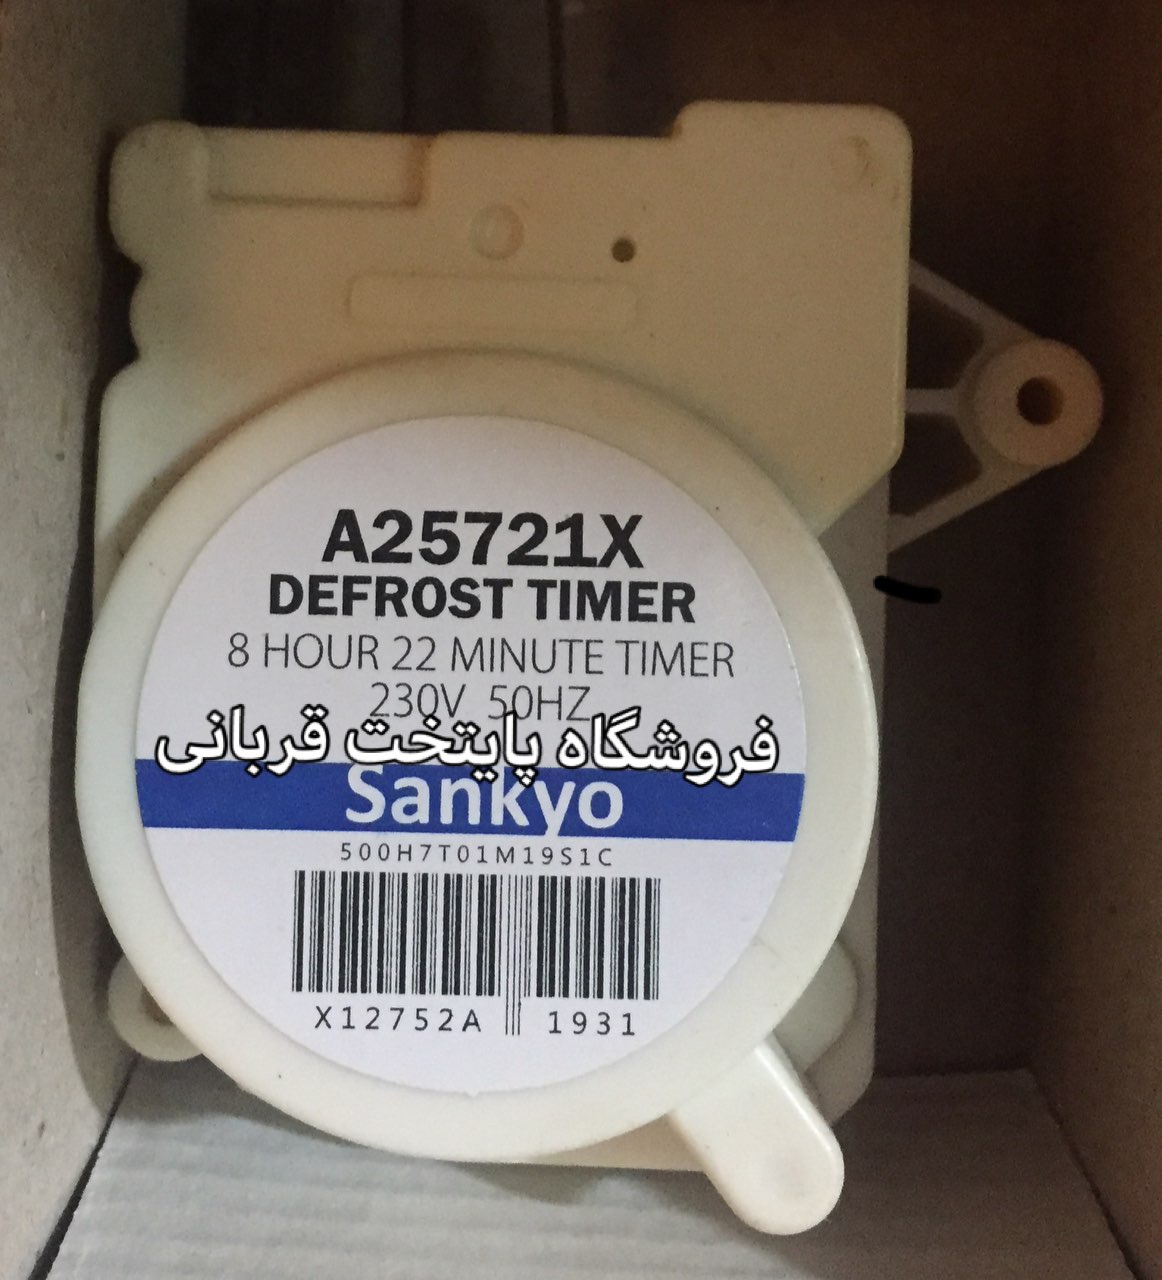 A25721X
DEFROST TIMER
8 HOUR 22 MINUTE TIMER
230V 50HZ
فروشگاه پایتخت قربانی
Sankyo
500H7T01M19S1C
X12752A 1931